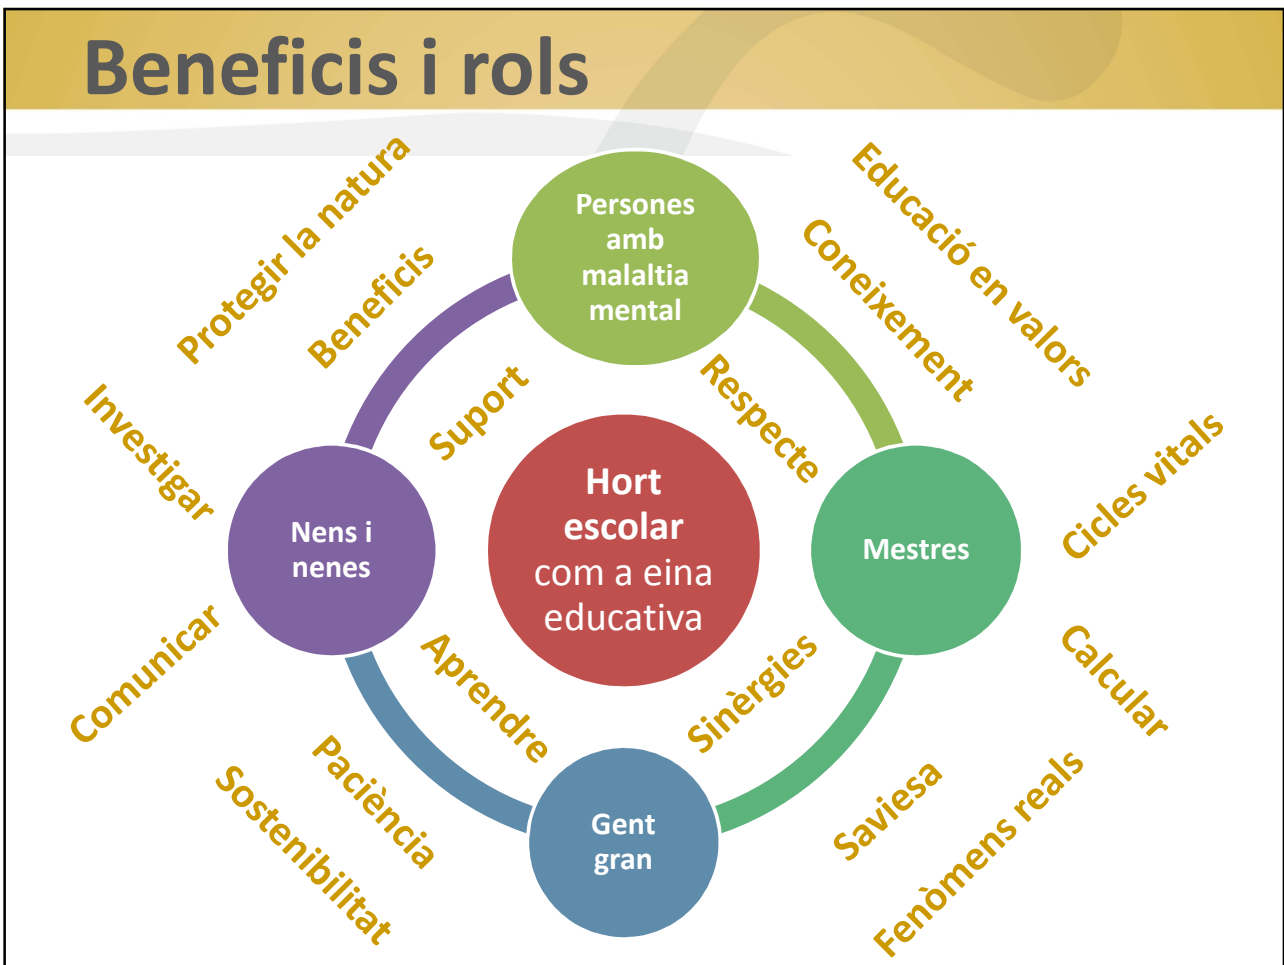 Beneficis i rols
Protegir la natura
Beneficis
Suport
Persones
amb
malaltia
mental
Educació en valors
Coneixement
Respecte
Investigar
Nens i
nenes
Hort
escolar
com a eina
educativa
Mestres
Cicles vitals
Comunicar
Aprendre
Sinèrgies
Calcular
Paciència
Sostenibilitat
Gent
gran
Saviesa
Fenòmens reals